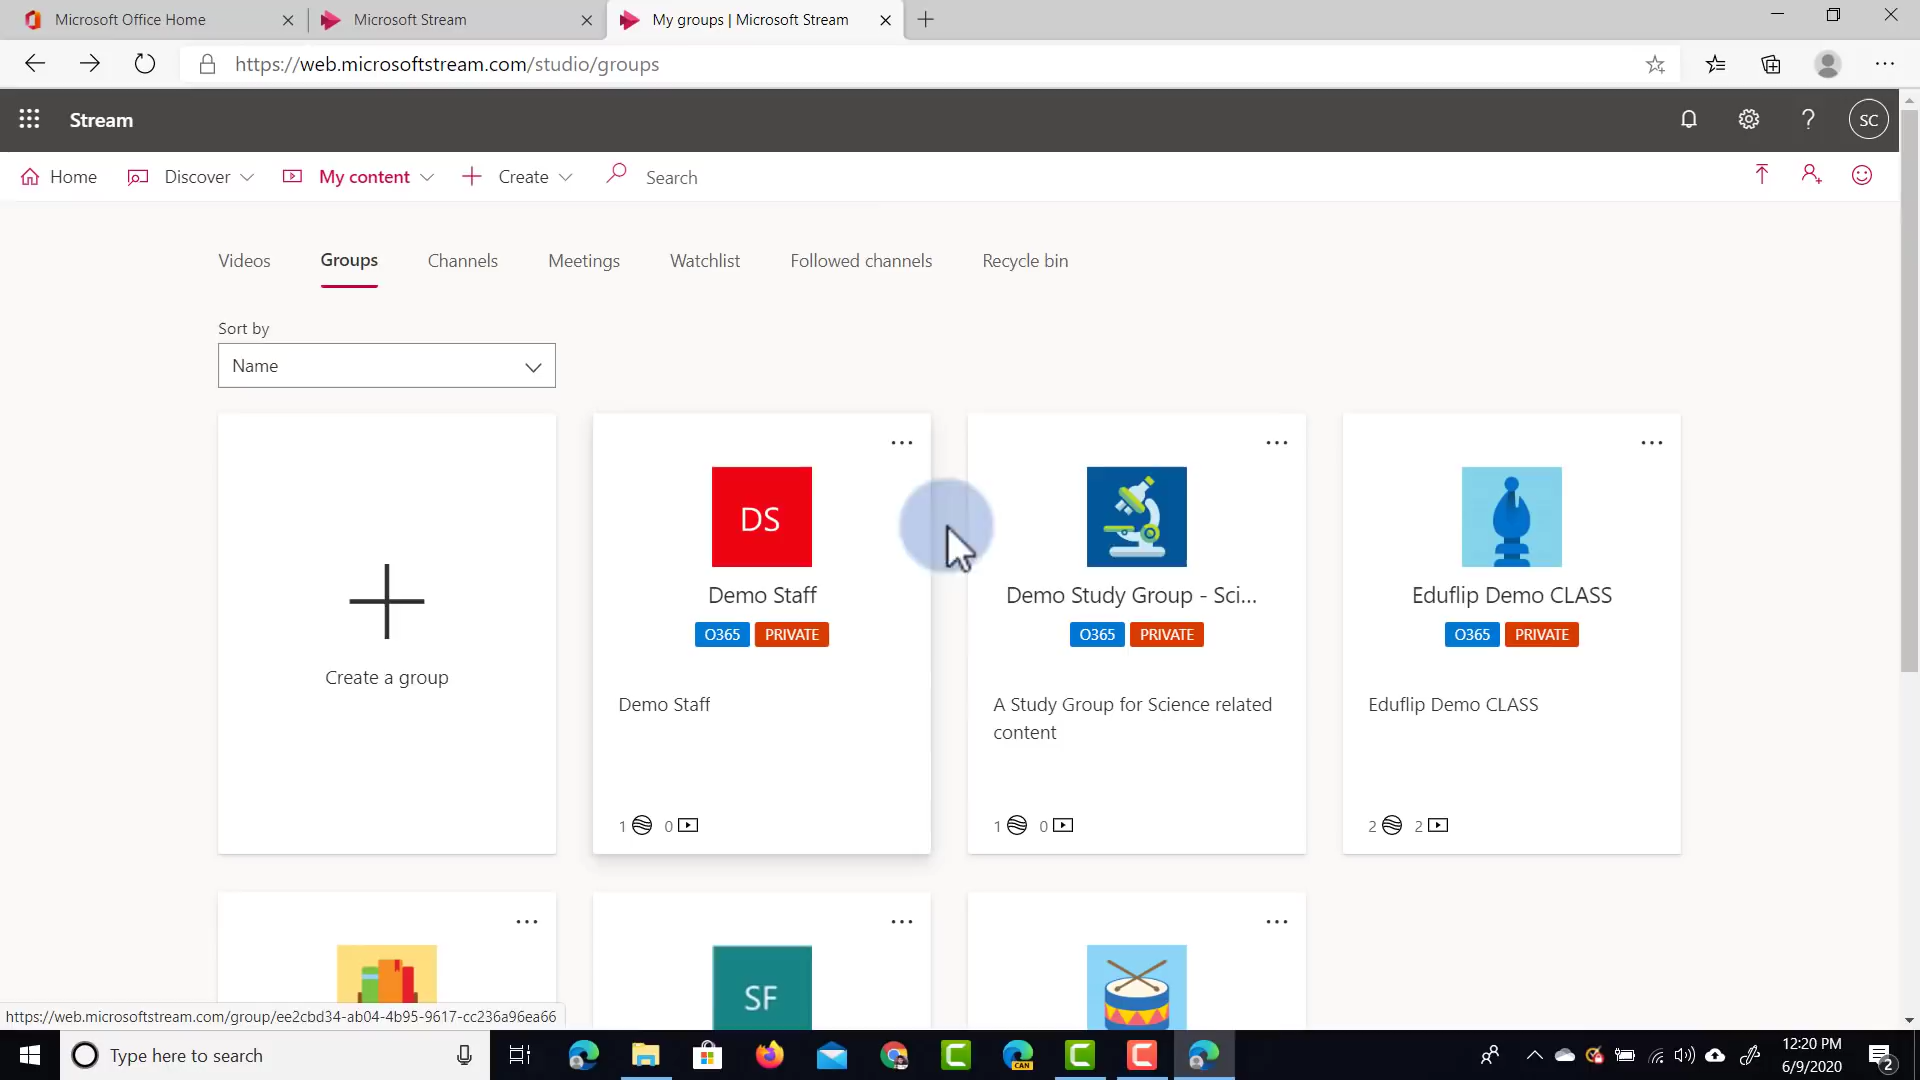 Microsoft Office Home
Microsoft Stream
My groups | Microsoft Stream
https://web.microsoftstream.com/studio/groups
Stream
SC
Home
Discover
My content
Create
Search
Videos
Groups
Channels
Meetings
Watchlist
Followed channels
Recycle bin
Sort by
Name
Create a group
DS
Demo Staff
O365 PRIVATE
Demo Staff
1 0
Demo Study Group - Sci...
O365 PRIVATE
A Study Group for Science related
content
1 0
Eduflip Demo CLASS
O365 PRIVATE
Eduflip Demo CLASS
2 2
SF
https://web.microsoftstream.com/group/ee2cbd34-ab04-4b95-9617-cc236a96ea66
Type here to search
CAN
12:20 PM
6/9/2020
2